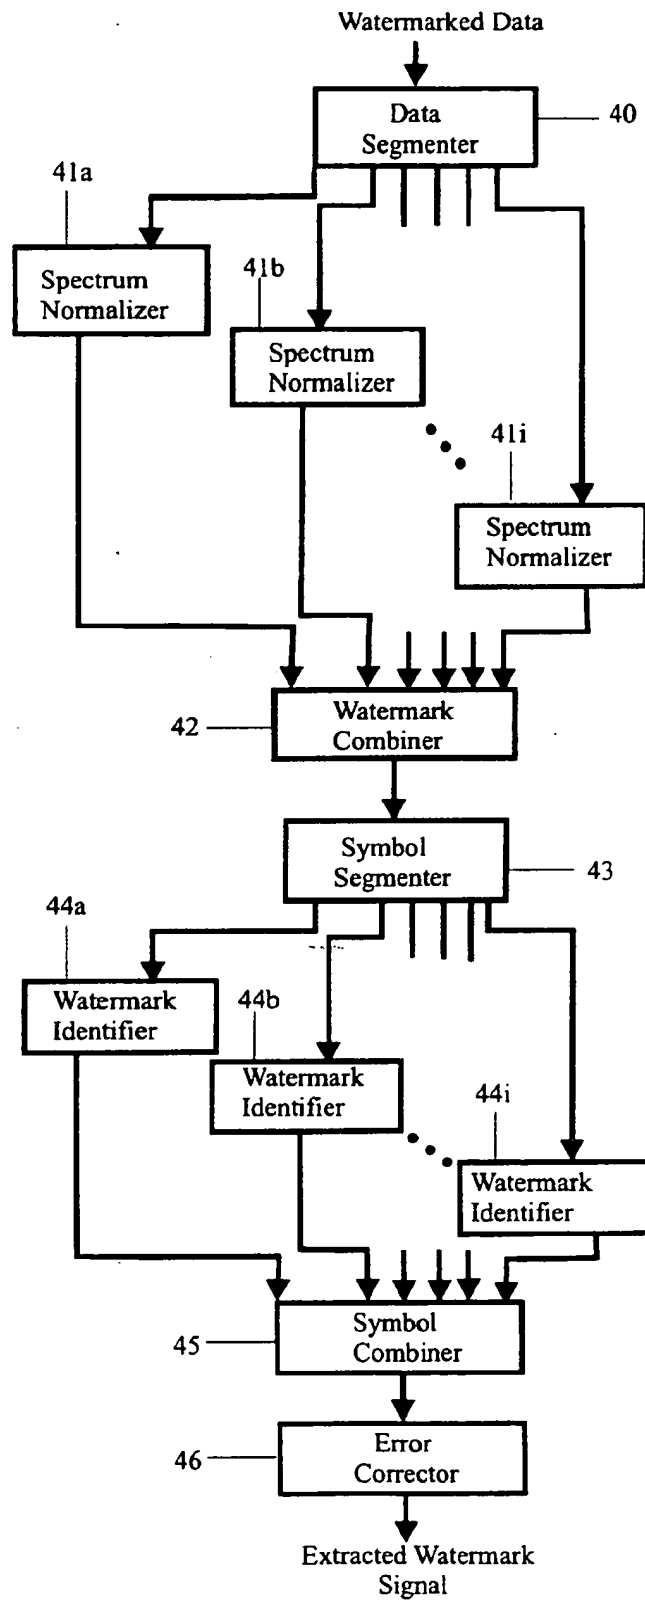 Watermarked Data
Data
Segmenter
40
41a
Spectrum
Normalizer
41b
Spectrum
Normalizer
41i
Spectrum
Normalizer
42
Watermark
Combiner
Symbol
Segmenter
43
44a
Watermark
Identifier
44b
Watermark
Identifier
44i
Watermark
Identifier
45
Symbol
Combiner
46
Error
Corrector
Extracted Watermark
Signal